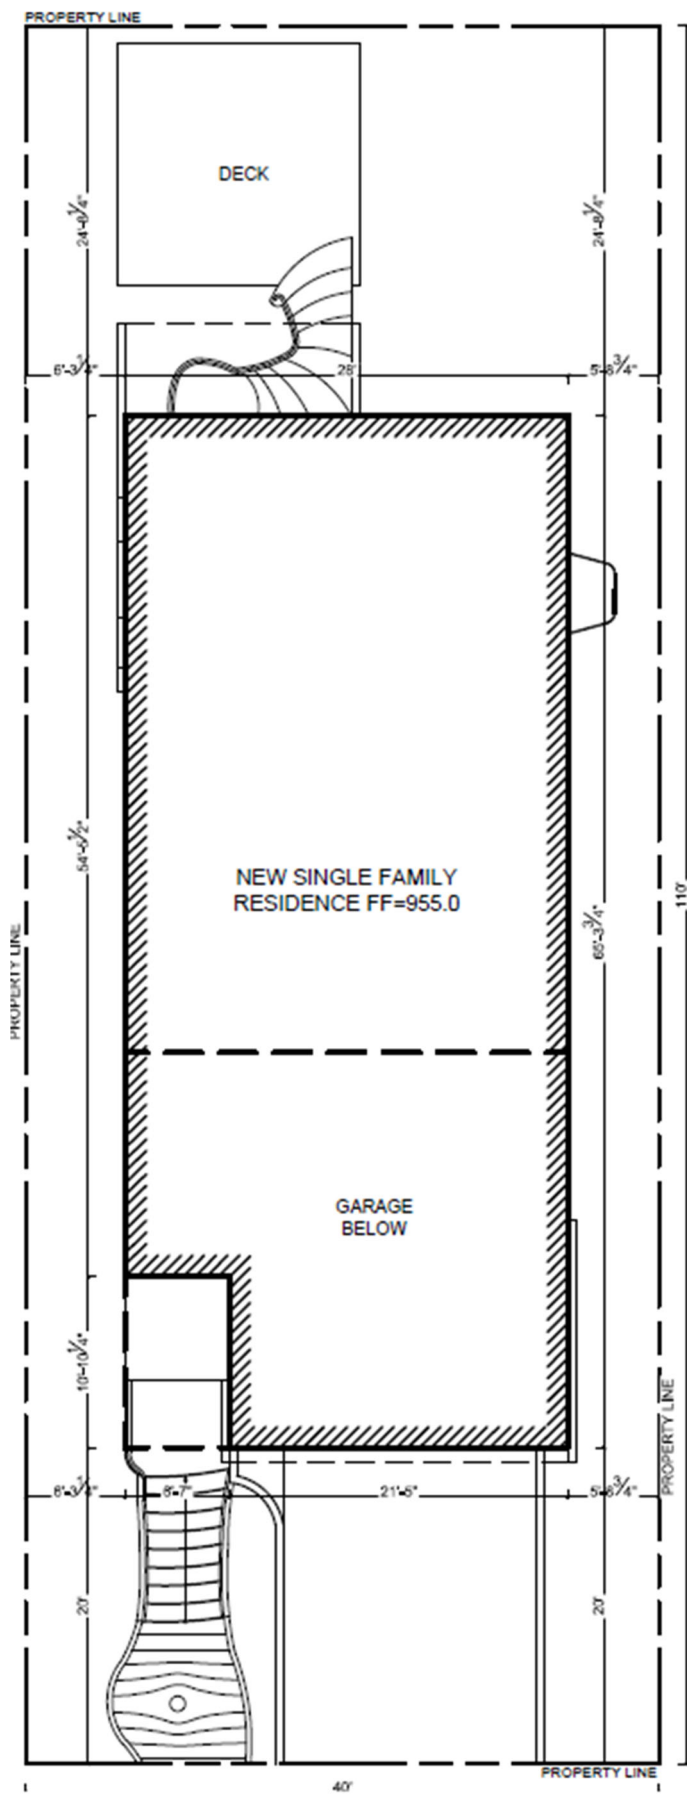 PROPERTY LINE
DECK
24'-8 1/4"
24'-8 1/4"
6'-3 1/4"
28'
5'-8 3/4"
54'-5 1/2"
NEW SINGLE FAMILY
RESIDENCE FF=955.0
110'
65'-3 3/4"
PROPERTY LINE
GARAGE
BELOW
10'-10 1/4"
PROPERTY LINE
6'-3 1/4"
6'-7"
21'-5"
5'-8 3/4"
20'
20'
PROPERTY LINE
40'